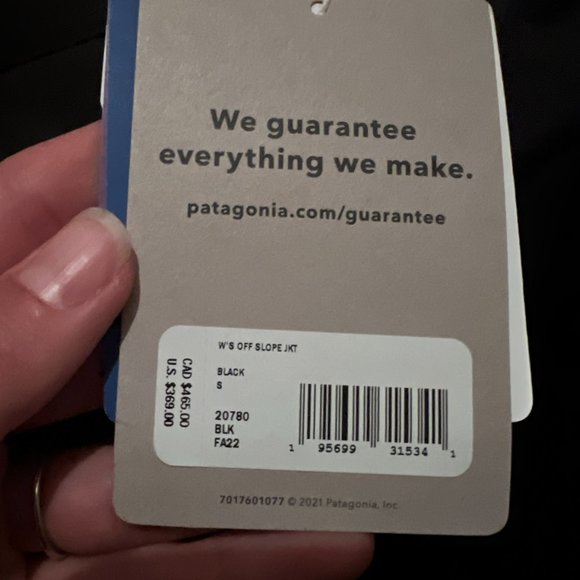 We guarantee
everything we make.
patagonia.com/guarantee
W'S OFF SLOPE JKT
BLACK
S
20780
BLK
FA22
CAD $465.00
U.S. $369.00
1 95699 31534 1
7017601077 © 2021 Patagonia, Inc.